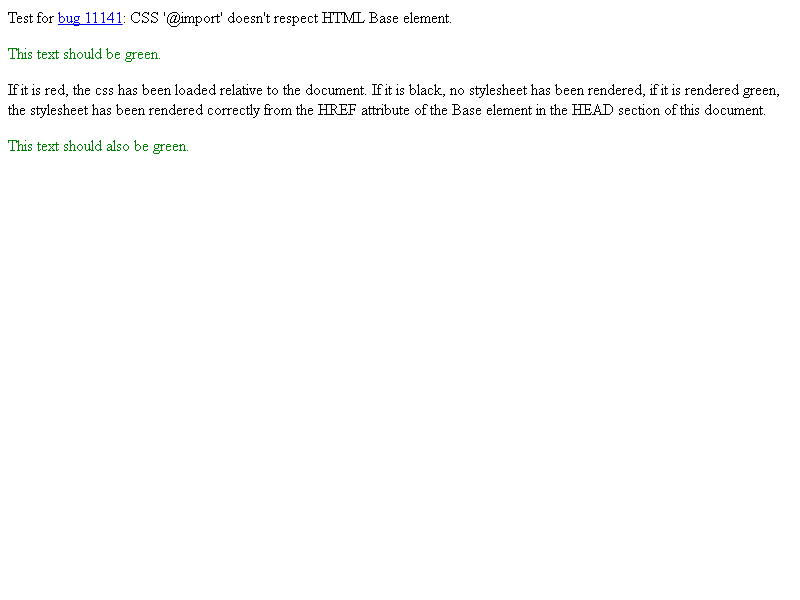 Test for bug 11141: CSS '@import' doesn't respect HTML Base element.
This text should be green.
If it is red, the css has been loaded relative to the document. If it is black, no stylesheet has been rendered, if it is rendered green,
the stylesheet has been rendered correctly from the HREF attribute of the Base element in the HEAD section of this document.
This text should also be green.